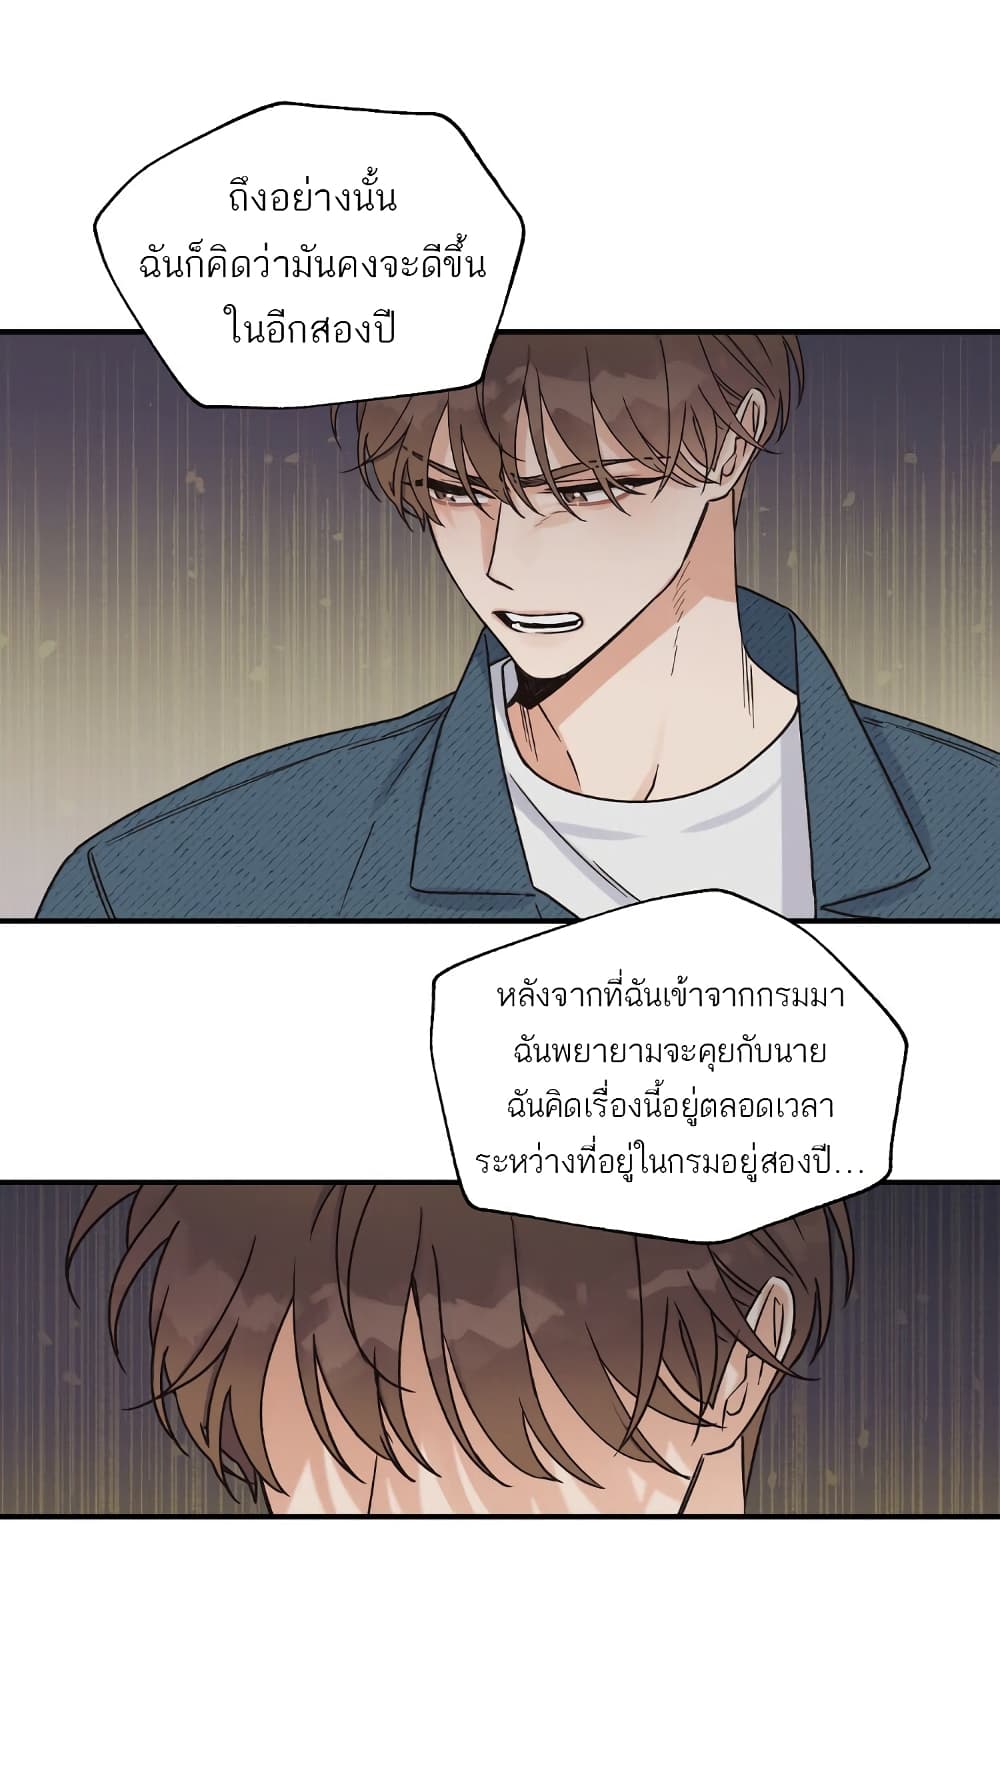 ถึงอย่างนั้น
ฉันก็คิดว่ามันคงจะดีขึ้น
ในอีกสองปี
หลังจากที่ฉันเข้าจากกรมมา
ฉันพยายามจะคุยกับนาย
ฉันคิดเรื่องนี้อยู่ตลอดเวลา
ระหว่างที่อยู่ในกรมอยู่สองปี...